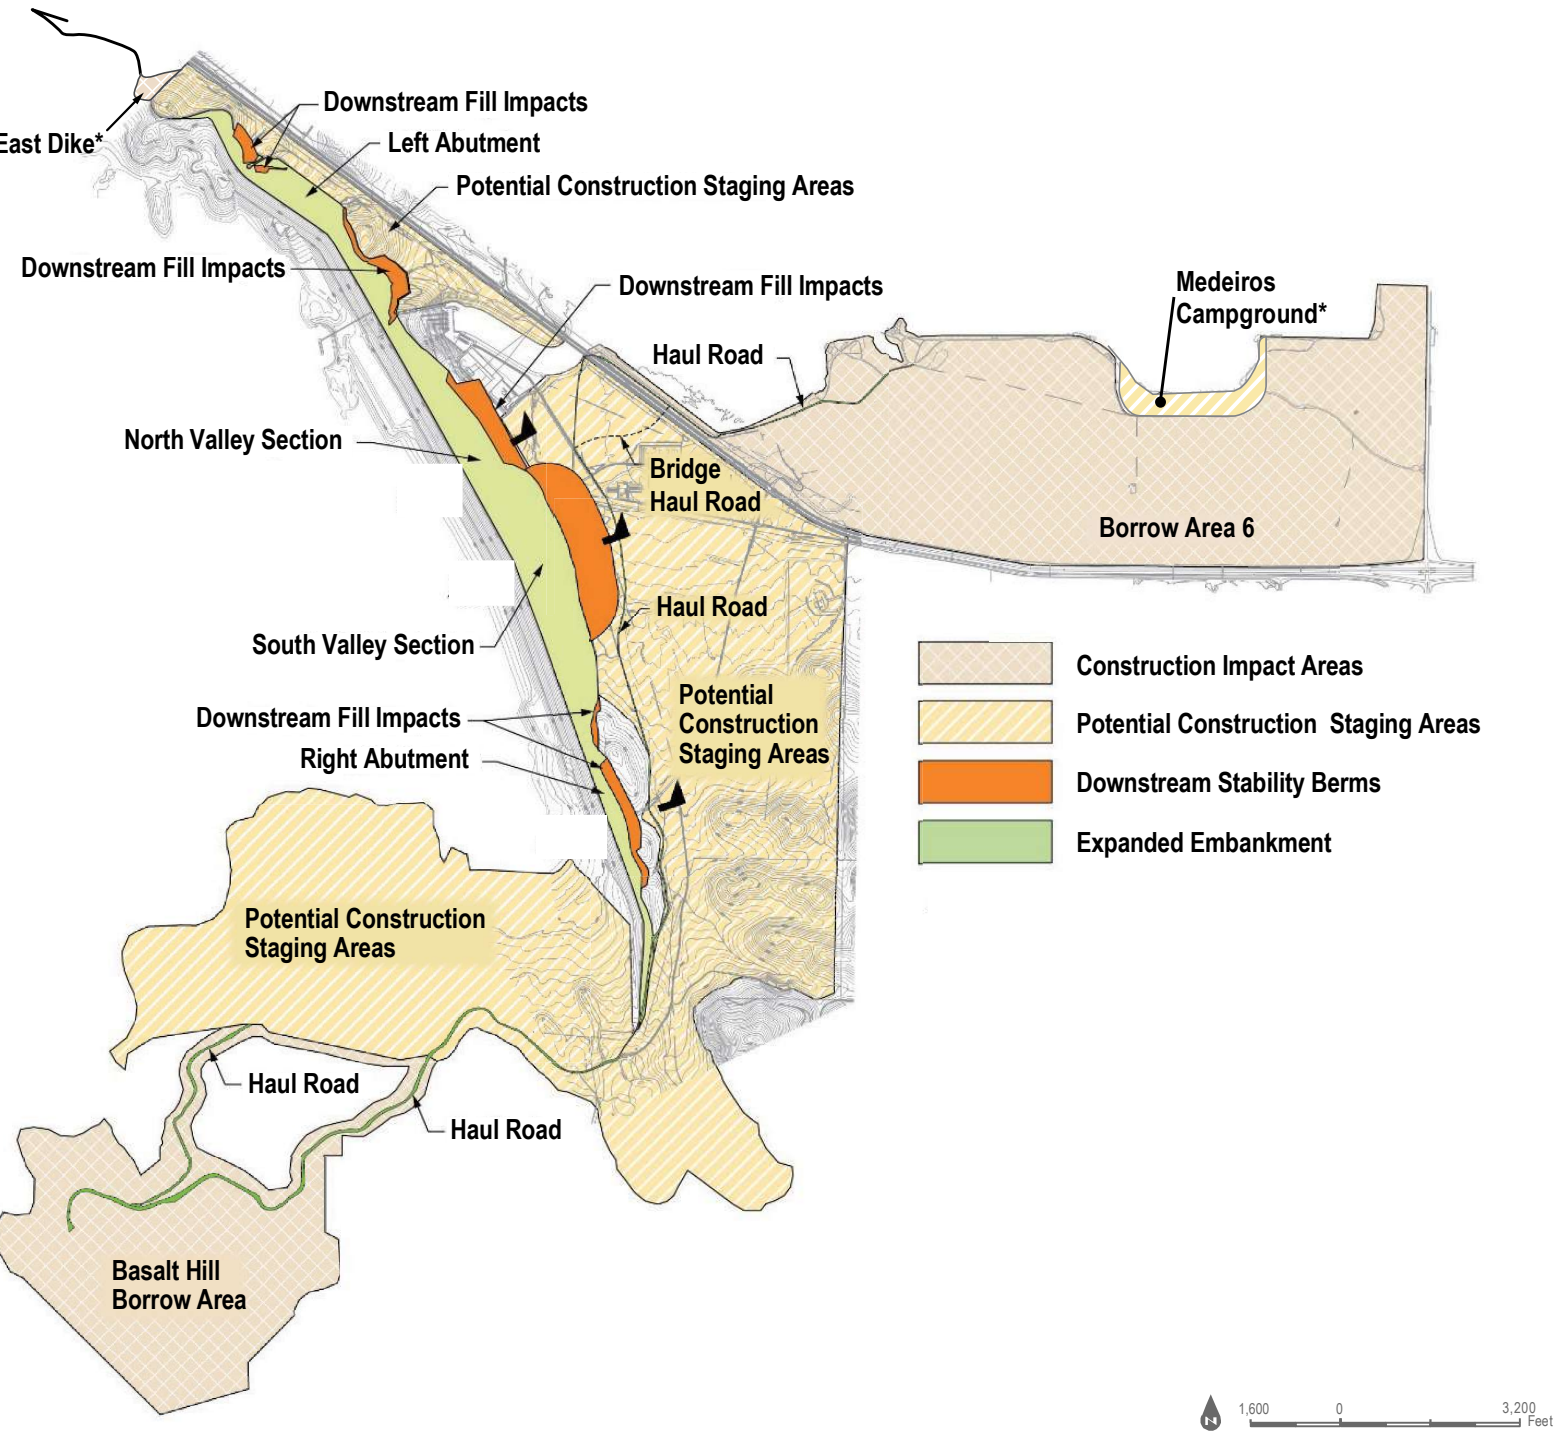 Downstream Fill Impacts
East Dike*
Left Abutment
Potential Construction Staging Areas
Downstream Fill Impacts
Downstream Fill Impacts
Medeiros
Campground*
Haul Road
North Valley Section
Bridge
Haul Road
Borrow Area 6
Haul Road
South Valley Section
Construction Impact Areas
Potential
Construction
Staging Areas
Downstream Fill Impacts
Right Abutment
Potential Construction Staging Areas
Downstream Stability Berms
Expanded Embankment
Potential Construction
Staging Areas
Haul Road
Haul Road
Basalt Hill
Borrow Area
N
1,600 0 3,200
Feet